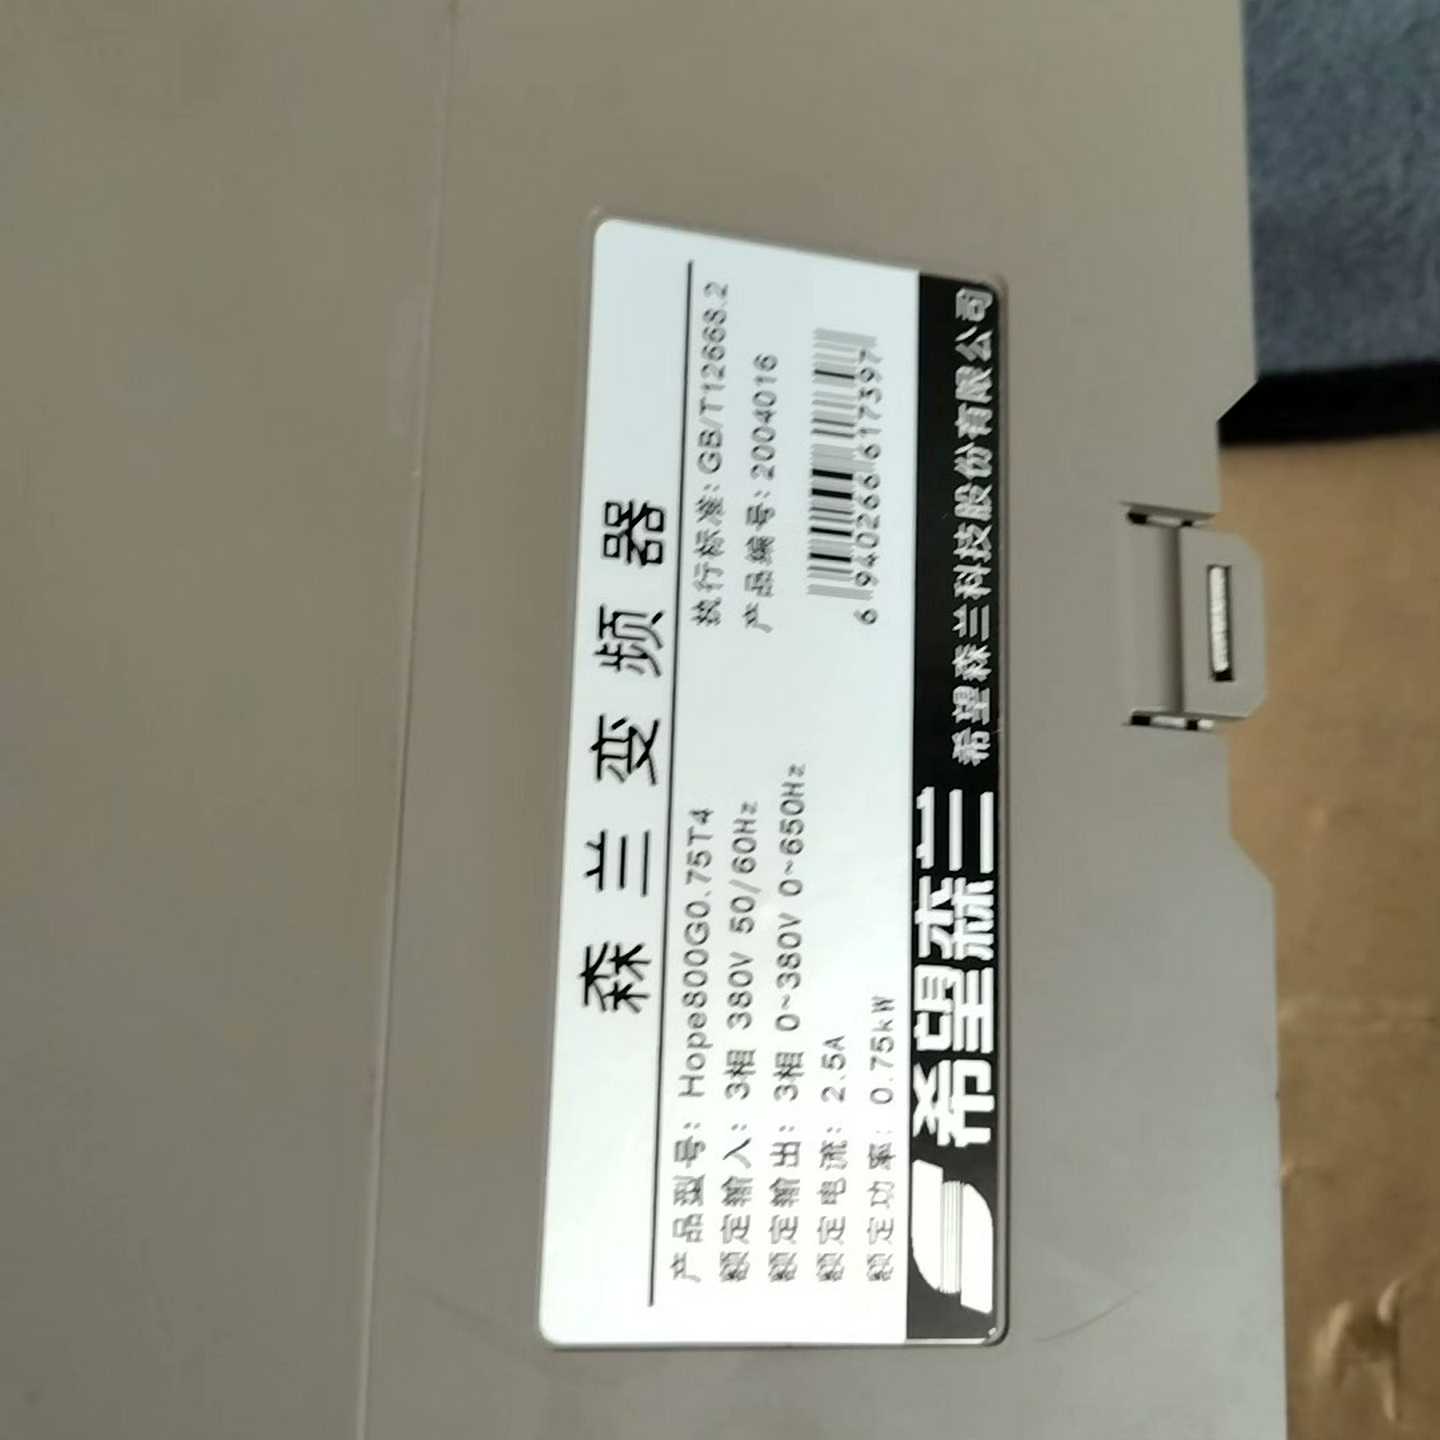 森兰变频器
产品型号: Hope800G0.75T4
执行标准: GB/T12668.2
额定输入: 3相 380V 50/60Hz
产品编号: 2004016
额定输出: 3相 0~380V 0~650Hz
额定电流: 2.5A
额定功率: 0.75kW
6 940266 617397
希望森兰
希望森兰科技股份有限公司